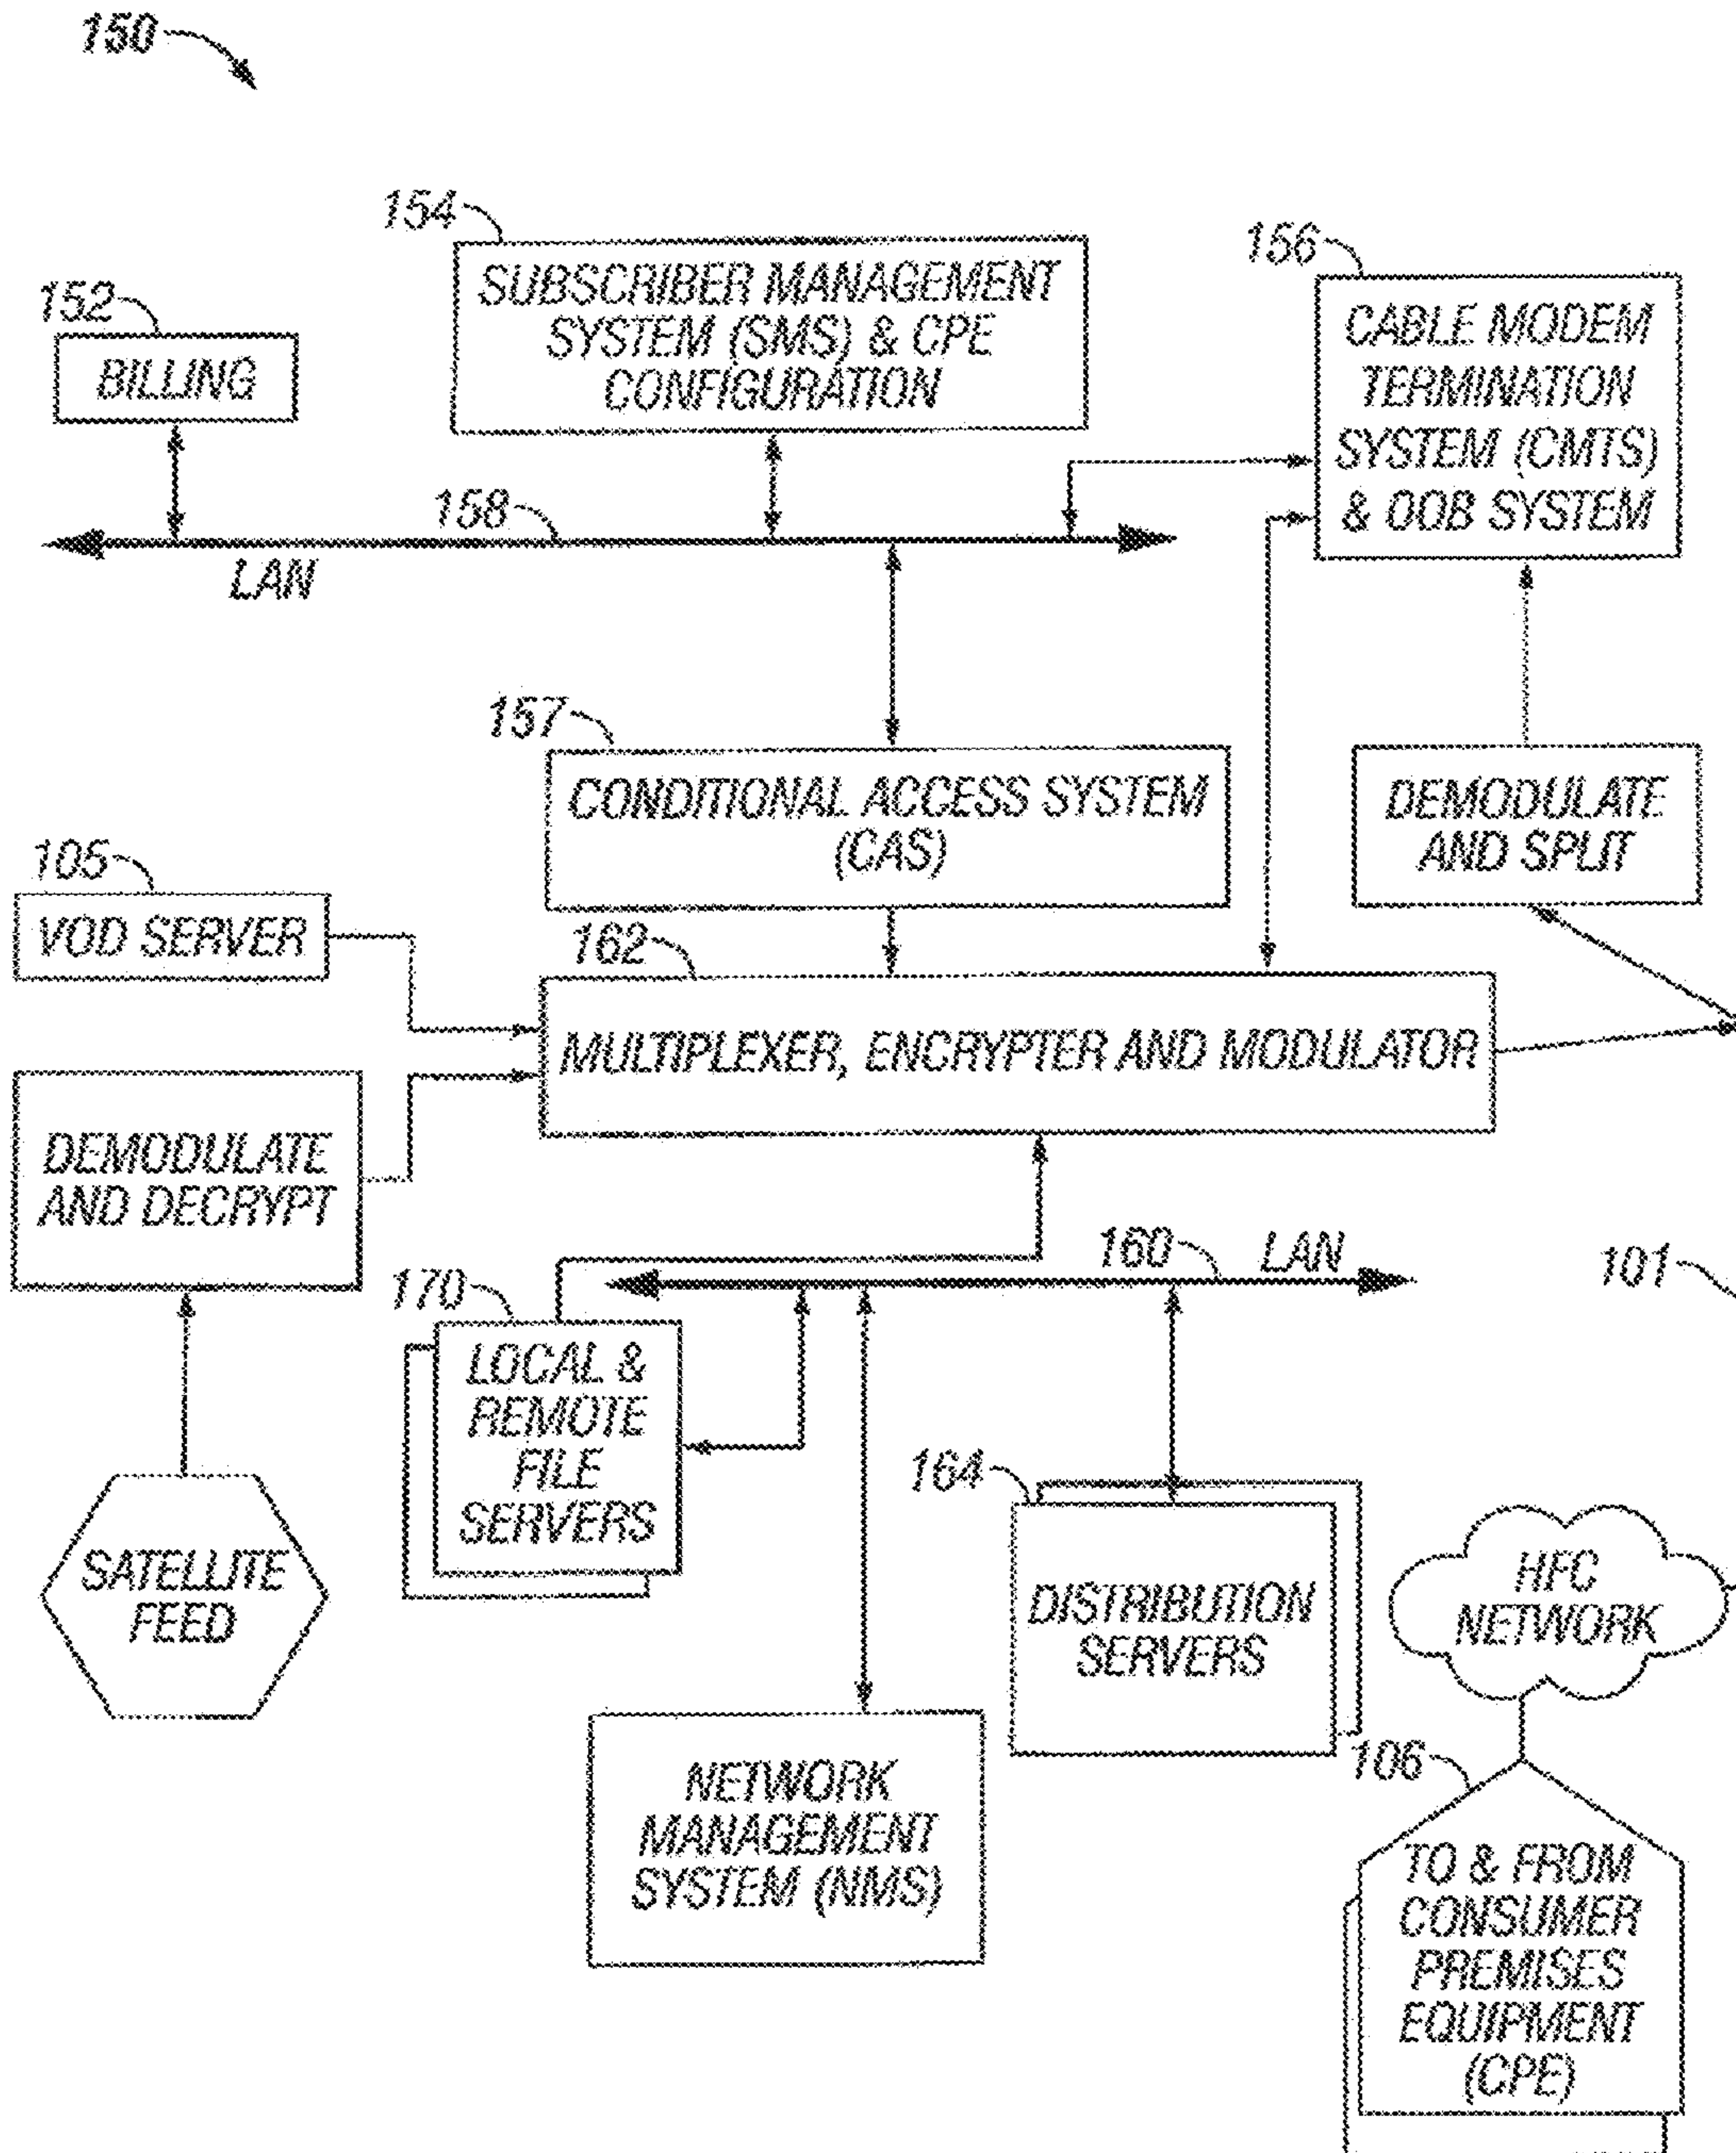 150
154
SUBSCRIBER MANAGEMENT
SYSTEM (SMS) & CPE
CONFIGURATION
156
CABLE MODEM
TERMINATION
SYSTEM (CMTS)
& OOB SYSTEM
152
BILLING
158
LAN
157
CONDITIONAL ACCESS SYSTEM
(CAS)
DEMODULATE
AND SPLIT
105
VOD SERVER
162
MULTIPLEXER, ENCRYPTER AND MODULATOR
DEMODULATE
AND DECRYPT
160
LAN
101
170
LOCAL &
REMOTE
FILE
SERVERS
SATELLITE
FEED
164
DISTRIBUTION
SERVERS
HFC
NETWORK
NETWORK
MANAGEMENT
SYSTEM (NMS)
106
TO & FROM
CONSUMER
PREMISES
EQUIPMENT
(CPE)